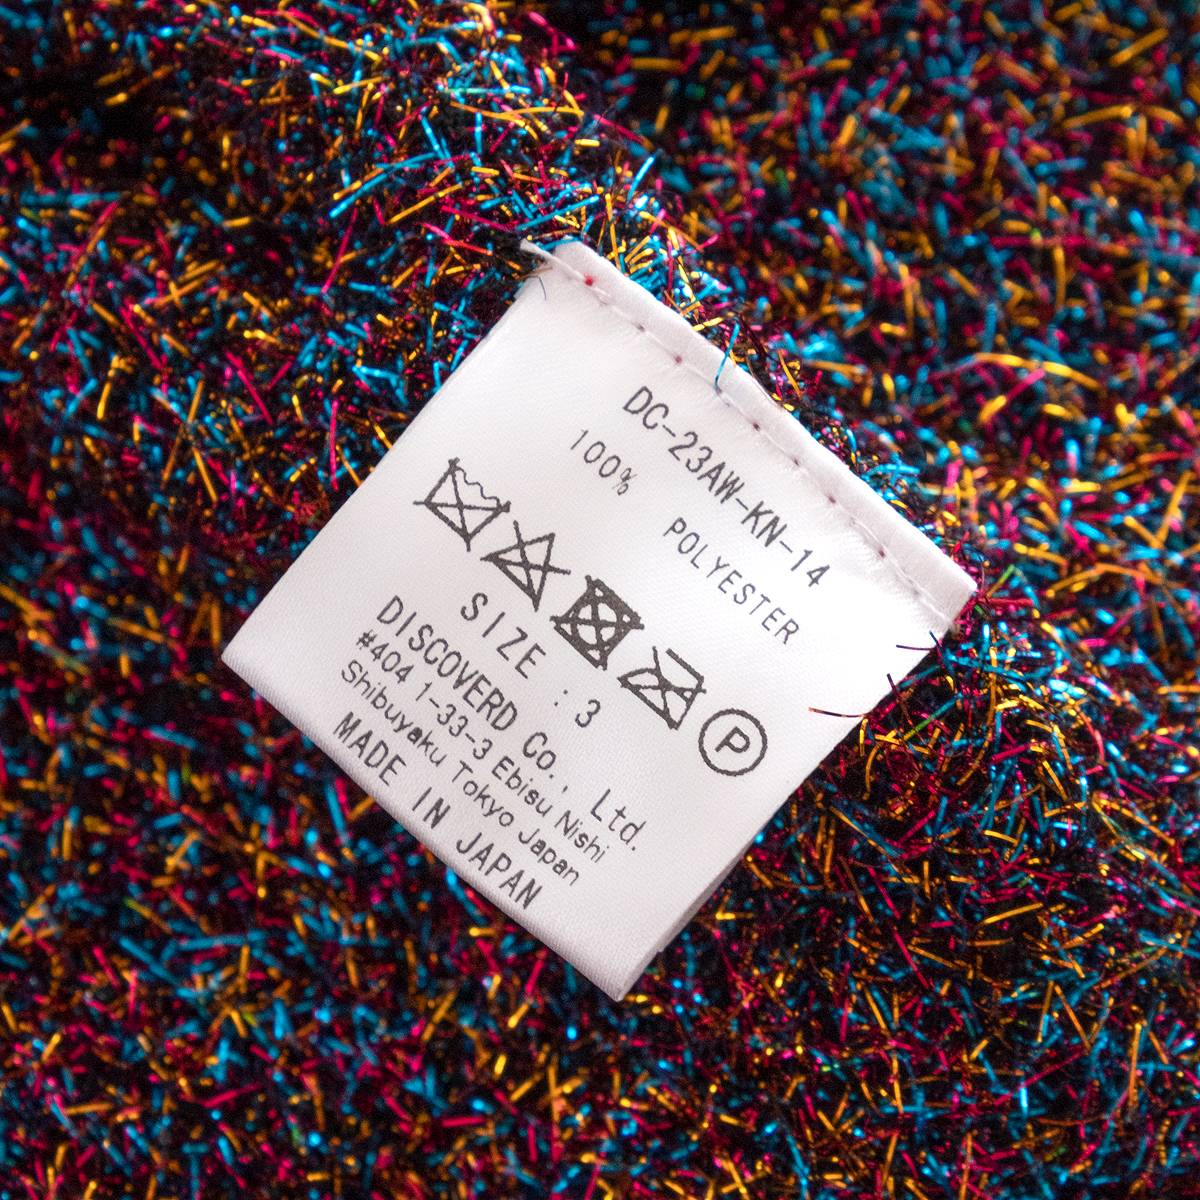 DC-23AW-KN-14
100% POLYESTER
P
SIZE : 3
DISCOVERD Co., Ltd.
#404 1-33-3 Ebisu Nishi
Shibuyaku Tokyo Japan
MADE IN JAPAN